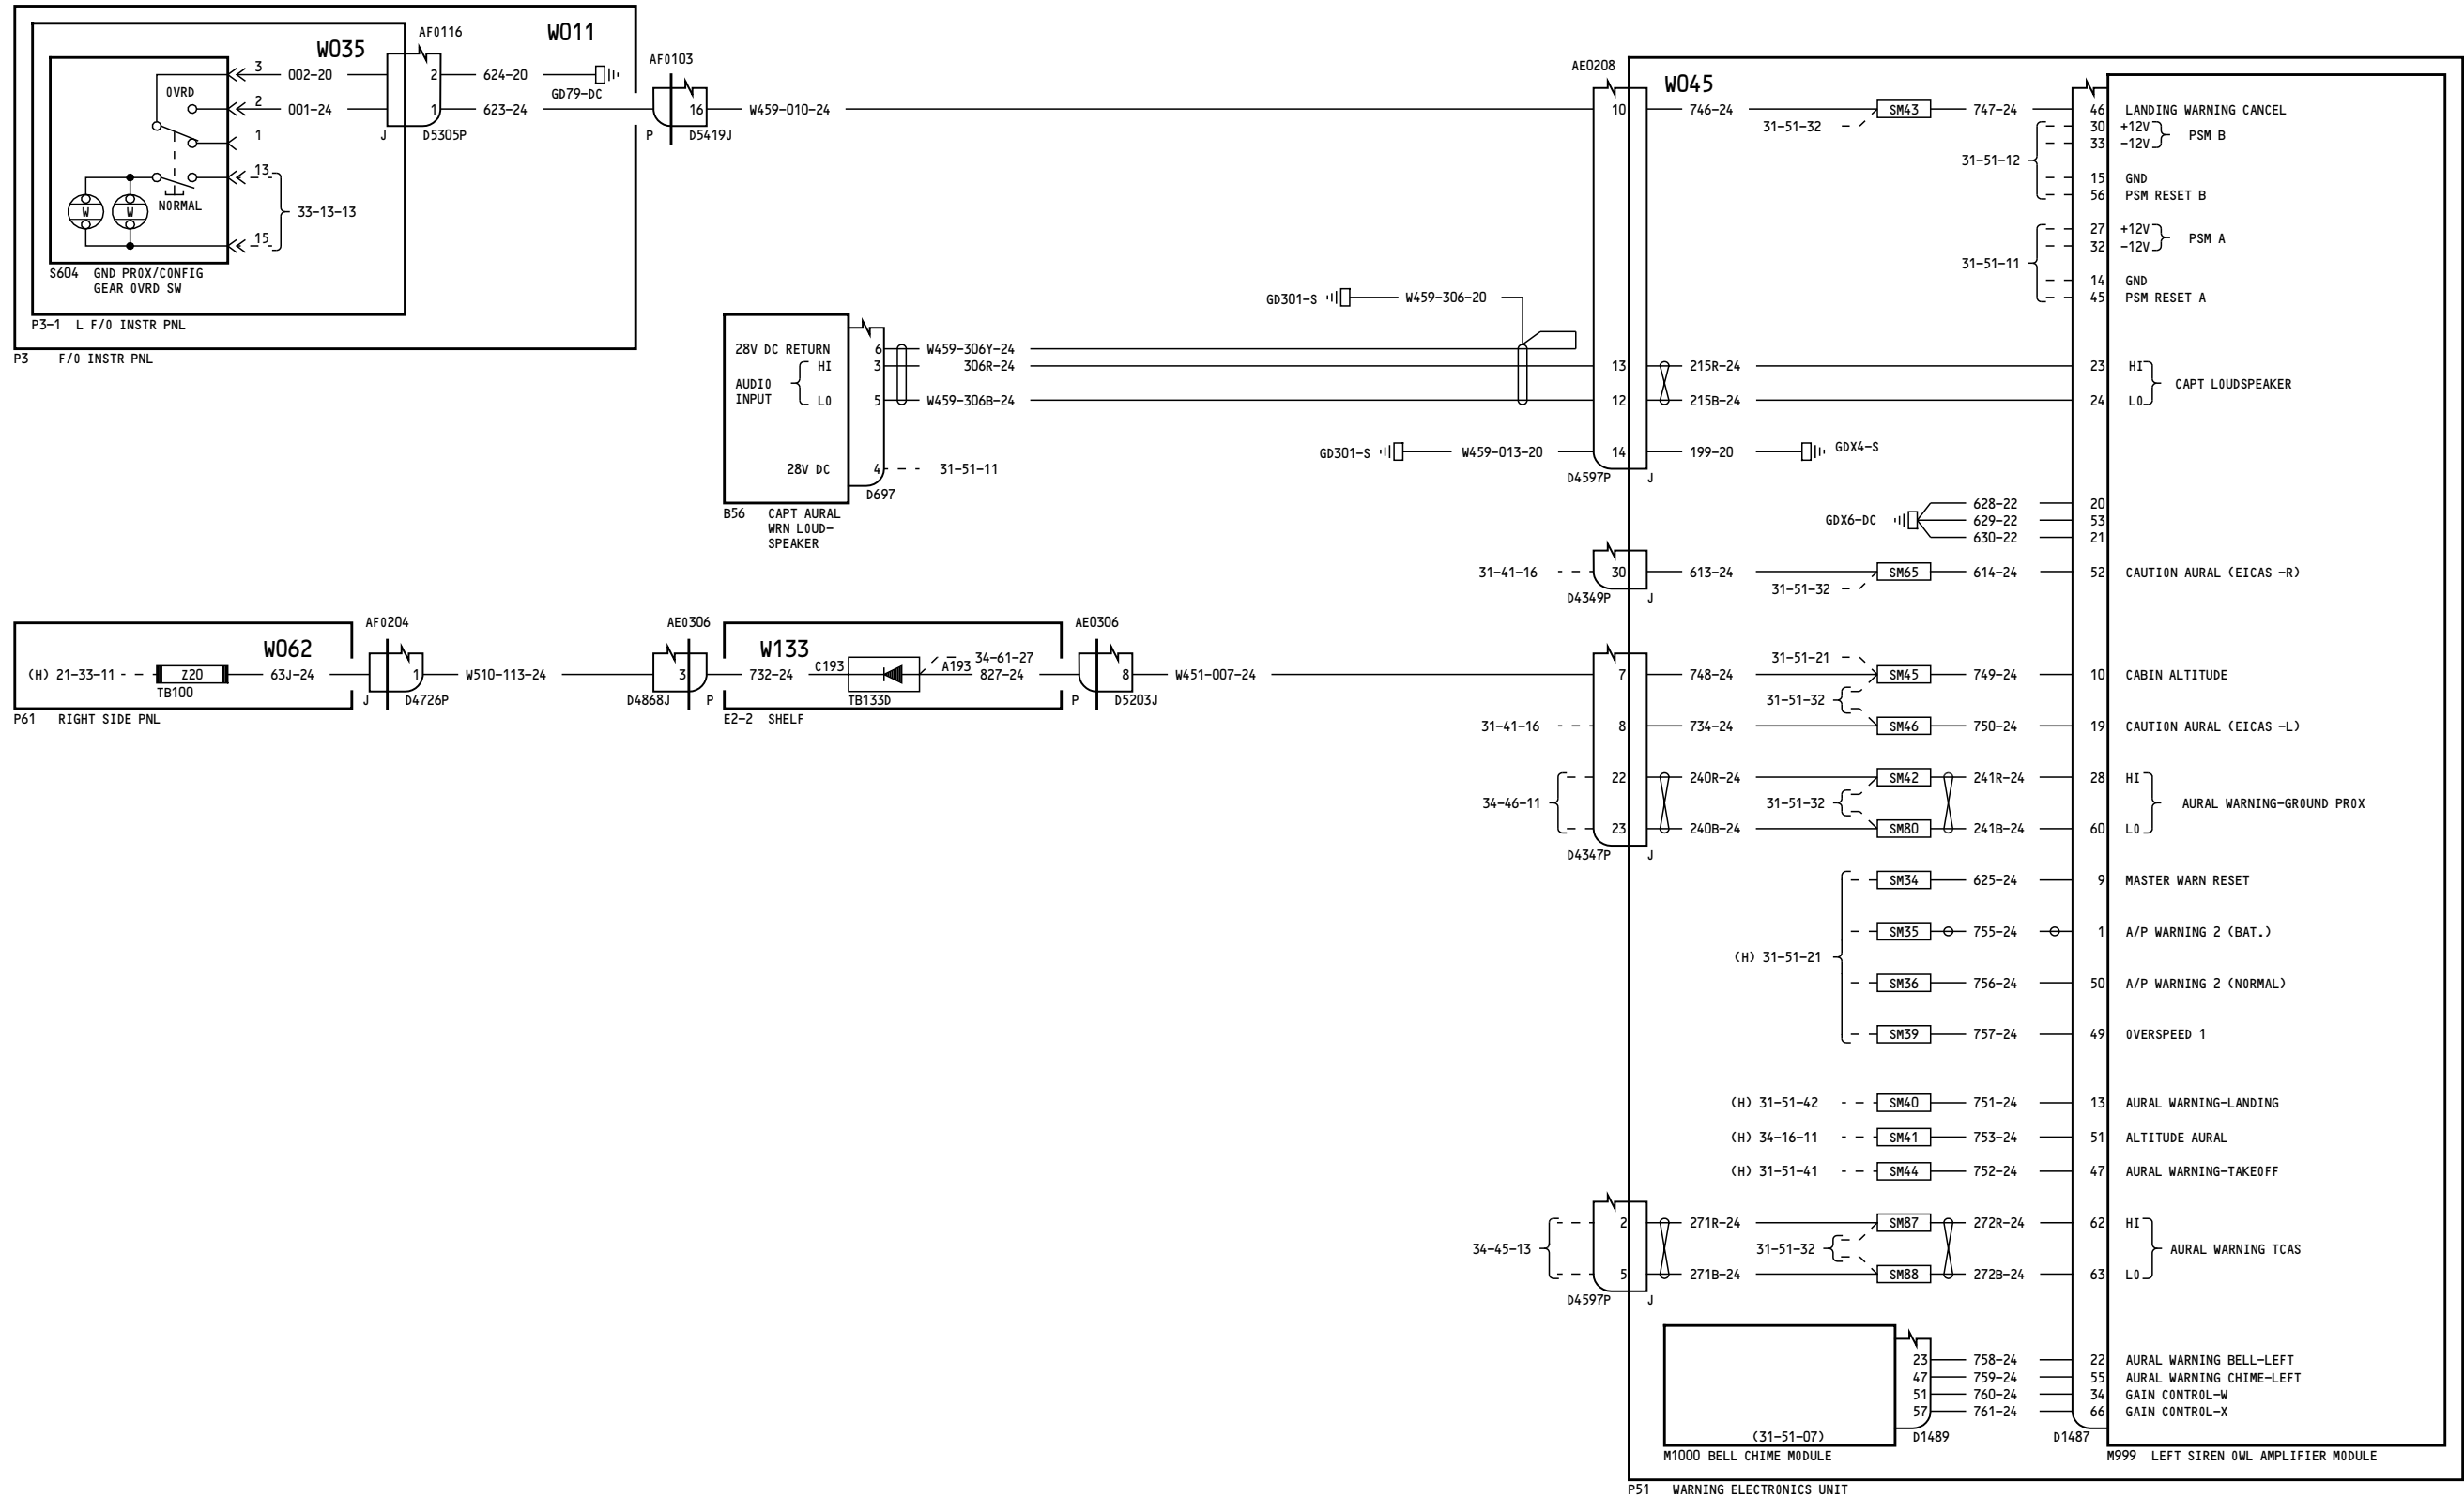 W035
AF0116
W011
3 002-20 2 624-20
GD79-DC
OVRD
2 001-24 1 623-24
J D5305P
1
13
NORMAL
W W
33-13-13
15
S604 GND PROX/CONFIG
GEAR OVRD SW
P3-1 L F/O INSTR PNL
P3 F/O INSTR PNL
AF0103
16 W459-010-24
P D5419J
AE0208
W045
10 746-24 SM43 747-24 46 LANDING WARNING CANCEL
31-51-32
30 +12V
33 -12V
PSM B
31-51-12
15 GND
56 PSM RESET B
27 +12V
32 -12V
PSM A
31-51-11
14 GND
45 PSM RESET A
GD301-S W459-306-20
28V DC RETURN 6 W459-306Y-24
HI 3 306R-24
AUDIO
INPUT
LO 5 W459-306B-24
28V DC 4 31-51-11
D697
B56 CAPT AURAL
WRN LOUD-
SPEAKER
13 215R-24 23 HI
CAPT LOUDSPEAKER
12 215B-24 24 LO
GD301-S W459-013-20 14 199-20 GDX4-S
D4597P J
628-22 20
GDX6-DC 629-22 53
630-22 21
31-41-16 30 613-24 SM65 614-24 52 CAUTION AURAL (EICAS -R)
31-51-32
D4349P J
W062
AF0204
(H) 21-33-11 Z20 63J-24 1 W510-113-24
TB100
J D4726P
P61 RIGHT SIDE PNL
AE0306
W133
AE0306
3 732-24 C193 A193 827-24 8 W451-007-24
34-61-27
D4868J P TB133D P D5203J
E2-2 SHELF
31-51-21
7 748-24 SM45 749-24 10 CABIN ALTITUDE
31-51-32
31-41-16 8 734-24 SM46 750-24 19 CAUTION AURAL (EICAS -L)
22 240R-24 SM42 241R-24 28 HI
34-46-11 31-51-32 AURAL WARNING-GROUND PROX
23 240B-24 SM80 241B-24 60 LO
D4347P J
SM34 625-24 9 MASTER WARN RESET
SM35 755-24 1 A/P WARNING 2 (BAT.)
(H) 31-51-21
SM36 756-24 50 A/P WARNING 2 (NORMAL)
SM39 757-24 49 OVERSPEED 1
(H) 31-51-42 SM40 751-24 13 AURAL WARNING-LANDING
(H) 34-16-11 SM41 753-24 51 ALTITUDE AURAL
(H) 31-51-41 SM44 752-24 47 AURAL WARNING-TAKEOFF
2 271R-24 SM87 272R-24 62 HI
34-45-13 31-51-32 AURAL WARNING TCAS
5 271B-24 SM88 272B-24 63 LO
D4597P J
23 758-24 22 AURAL WARNING BELL-LEFT
47 759-24 55 AURAL WARNING CHIME-LEFT
51 760-24 34 GAIN CONTROL-W
57 761-24 66 GAIN CONTROL-X
(31-51-07) D1489 D1487
M1000 BELL CHIME MODULE
M999 LEFT SIREN OWL AMPLIFIER MODULE
P51 WARNING ELECTRONICS UNIT